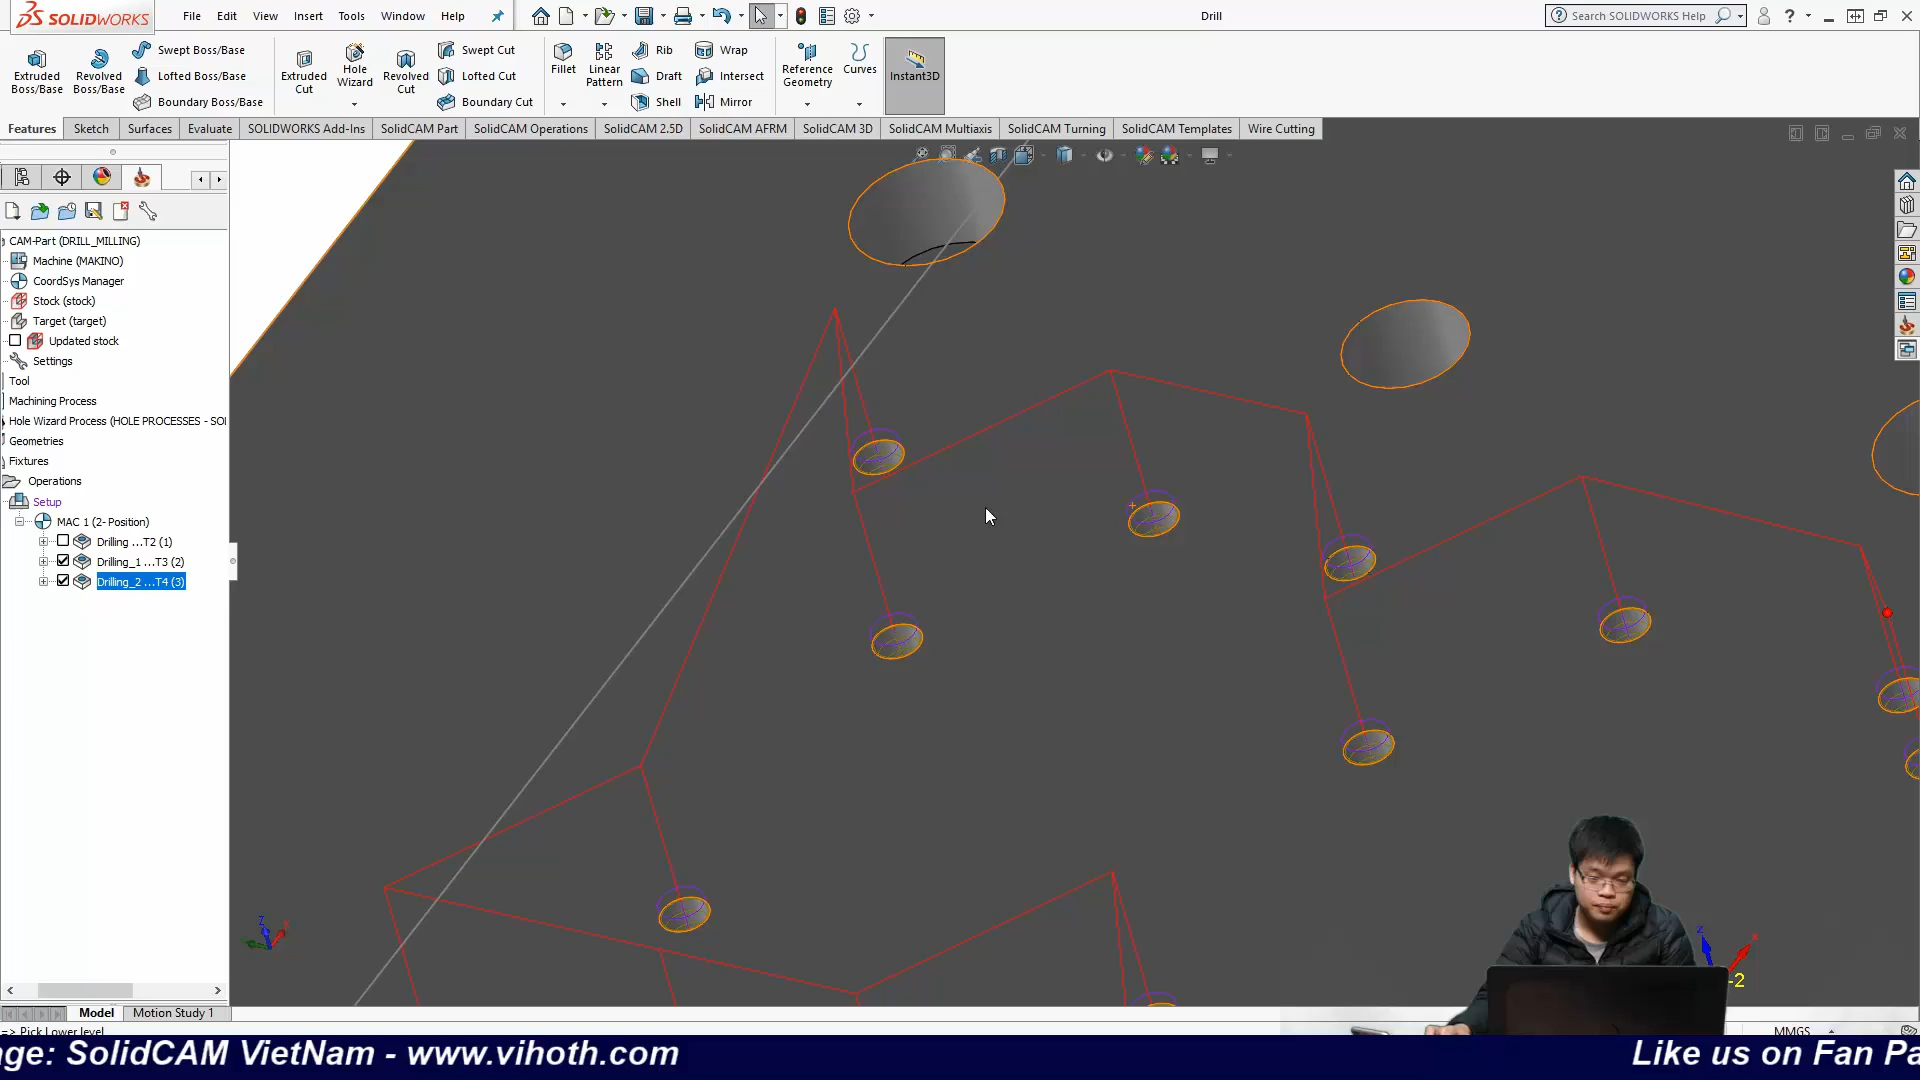 SOLIDWORKS
File Edit View Insert Tools Window Help
Drill
Search SOLIDWORKS Help
Extruded Boss/Base
Revolved Boss/Base
Swept Boss/Base
Lofted Boss/Base
Boundary Boss/Base
Extruded Cut
Hole Wizard
Revolved Cut
Swept Cut
Lofted Cut
Boundary Cut
Fillet
Linear Pattern
Rib
Draft
Shell
Wrap
Intersect
Mirror
Reference Geometry
Curves
Instant3D
Features Sketch Surfaces Evaluate SOLIDWORKS Add-Ins SolidCAM Part SolidCAM Operations SolidCAM 2.5D SolidCAM AFRM SolidCAM 3D SolidCAM Multiaxis SolidCAM Turning SolidCAM Templates Wire Cutting
CAM-Part (DRILL_MILLING)
Machine (MAKINO)
CoordSys Manager
Stock (stock)
Target (target)
Updated stock
Settings
Tool
Machining Process
Hole Wizard Process (HOLE PROCESSES - SOL
Geometries
Fixtures
Operations
Setup
MAC 1 (2- Position)
Drilling ...T2 (1)
Drilling_1 ...T3 (2)
Drilling_2 ...T4 (3)
Z X
Z X
-2
Model Motion Study 1
=> Pick Lower level
MMGS
nge: SolidCAM VietNam - www.vihoth.com
Like us on Fan Pa